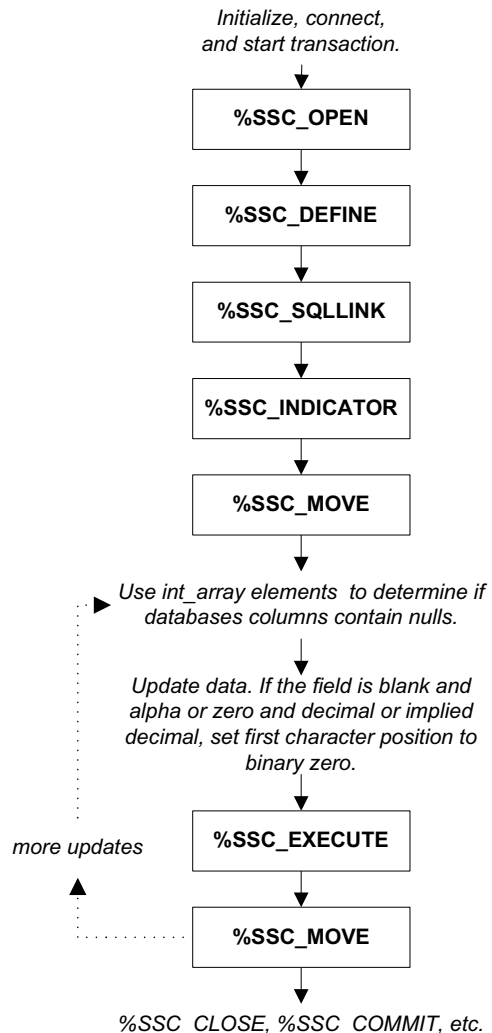 Initialize, connect,
and start transaction.
%SSC_OPEN
%SSC_DEFINE
%SSC_SQLLINK
%SSC_INDICATOR
%SSC_MOVE
Use int_array elements to determine if
databases columns contain nulls.
Update data. If the field is blank and
alpha or zero and decimal or implied
decimal, set first character position to
binary zero.
%SSC_EXECUTE
more updates
%SSC_MOVE
%SSC_CLOSE, %SSC_COMMIT, etc.